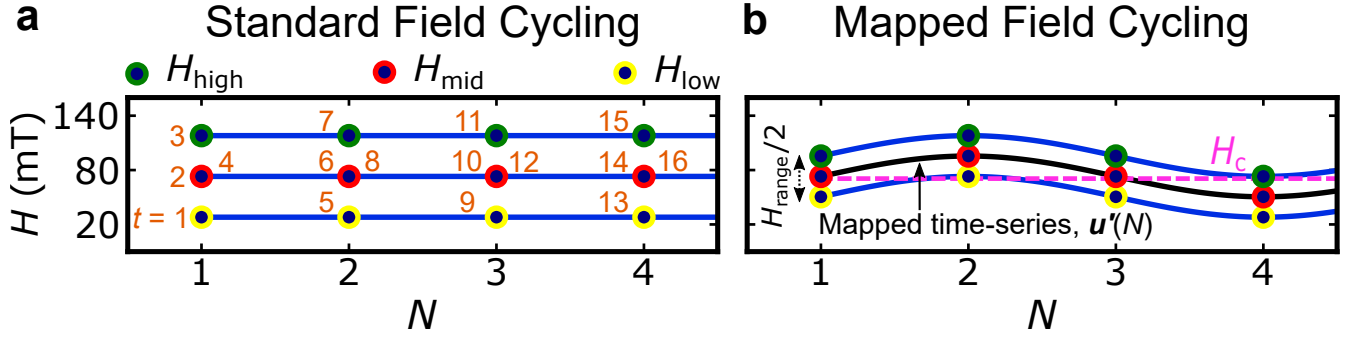 a Standard Field Cycling
H_high H_mid H_low
H (mT)
140
80
20
3 7 11 15
2 4 6 8 10 12 14 16
t = 1 5 9 13
1 2 3 4
N
b Mapped Field Cycling
H_range/2
H_c
Mapped time-series, u'(N)
1 2 3 4
N